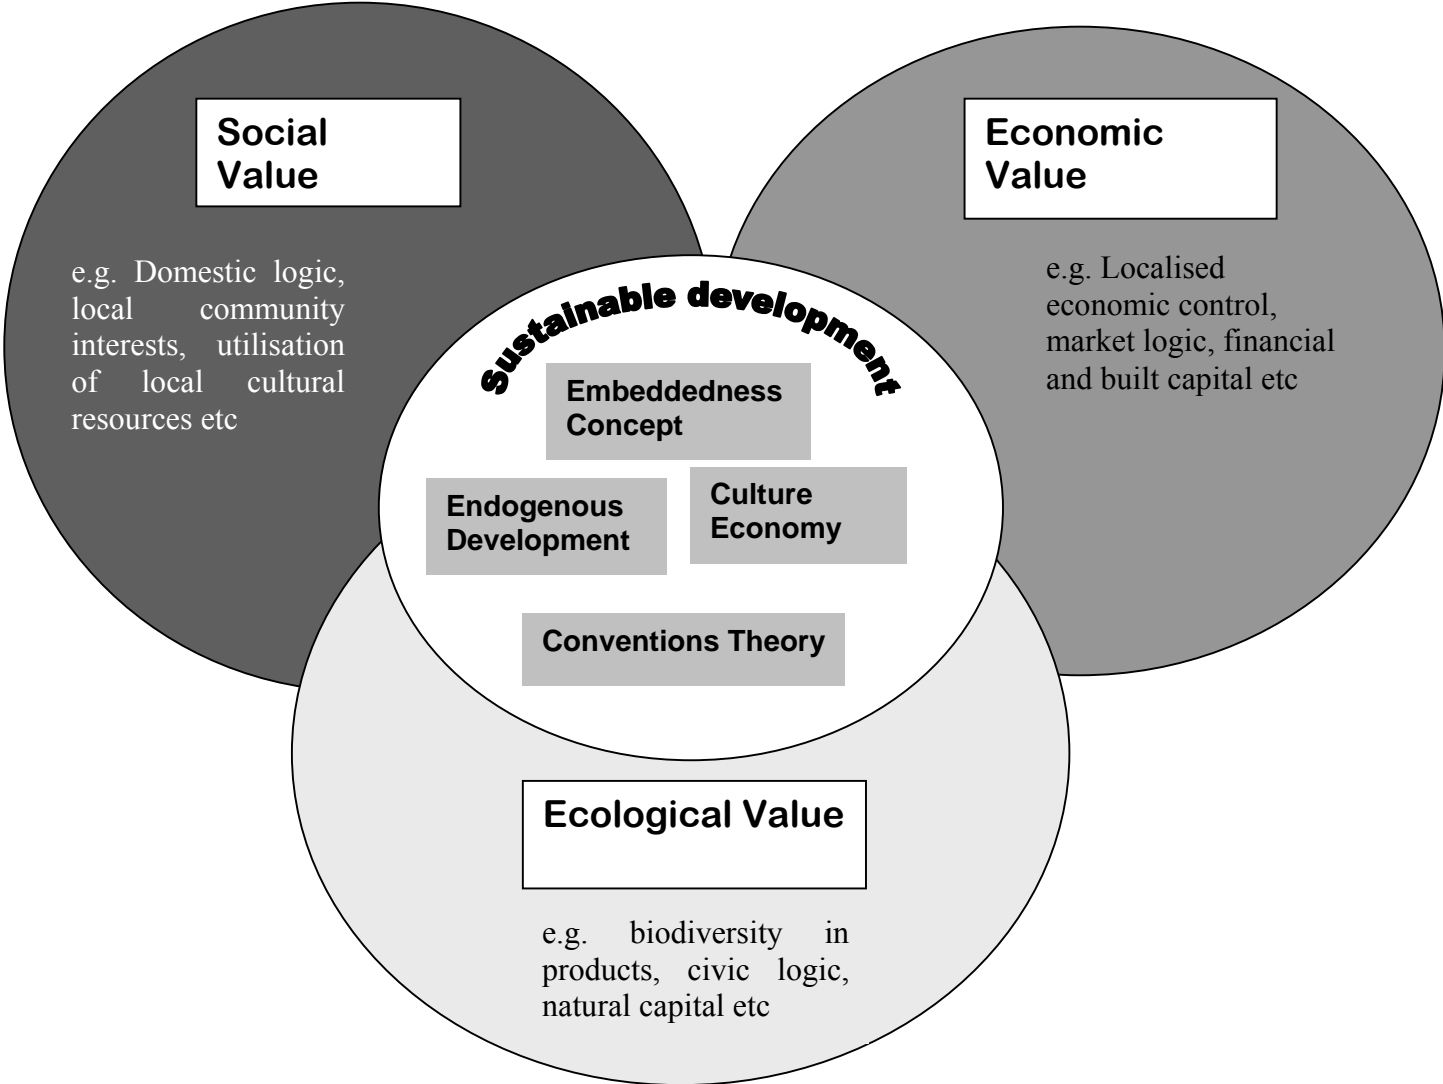 Social
Value
e.g. Domestic logic,
local community
interests, utilisation
of local cultural
resources etc
Economic
Value
e.g. Localised
economic control,
market logic, financial
and built capital etc
Sustainable development
Embeddedness
Concept
Endogenous
Development
Culture
Economy
Conventions Theory
Ecological Value
e.g. biodiversity in
products, civic logic,
natural capital etc